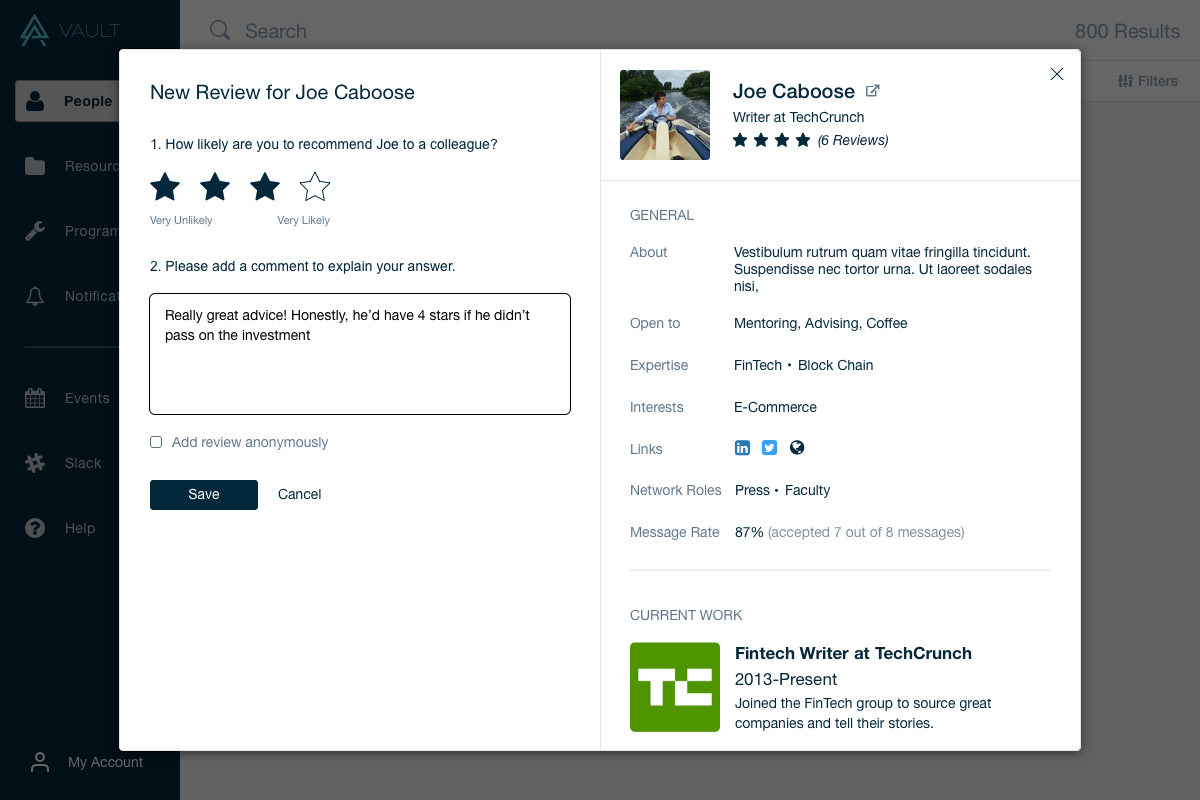 VAULT
Search
800 Results
Filters
People
Resourc
Program
Notificat
Events
Slack
Help
My Account
New Review for Joe Caboose
1. How likely are you to recommend Joe to a colleague?
Very Unlikely
Very Likely
2. Please add a comment to explain your answer.
Really great advice! Honestly, he’d have 4 stars if he didn’t
pass on the investment
Add review anonymously
Save
Cancel
Joe Caboose
Writer at TechCrunch
(6 Reviews)
GENERAL
About
Vestibulum rutrum quam vitae fringilla tincidunt.
Suspendisse nec tortor urna. Ut laoreet sodales
nisi,
Open to
Mentoring, Advising, Coffee
Expertise
FinTech • Block Chain
Interests
E-Commerce
Links
in
Network Roles
Press • Faculty
Message Rate
87% (accepted 7 out of 8 messages)
CURRENT WORK
TC
Fintech Writer at TechCrunch
2013-Present
Joined the FinTech group to source great
companies and tell their stories.